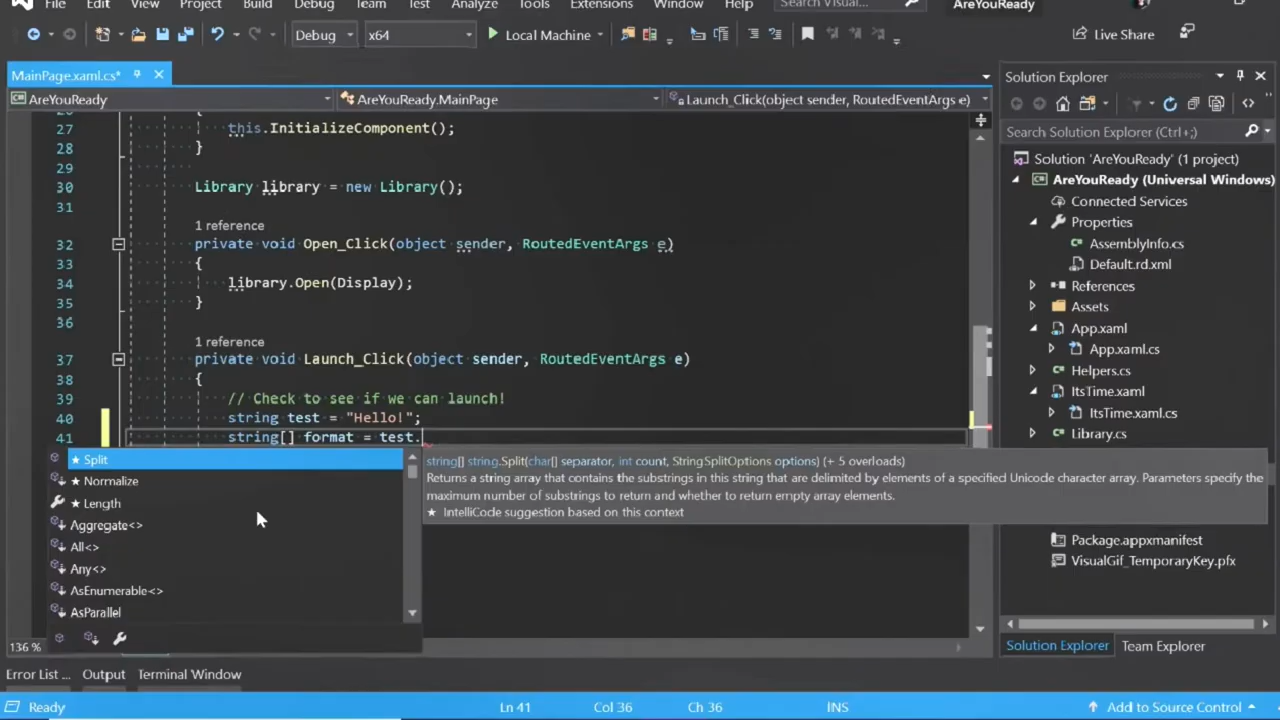 File Edit View Project Build Debug Team Test Analyze Tools Extensions Window Help Search Visual... AreYouReady
Debug x64 Local Machine Live Share
MainPage.xaml.cs*
AreYouReady AreYouReady.MainPage Launch_Click(object sender, RoutedEventArgs e)
26 {
27 this.InitializeComponent();
28 }
29
30 Library library = new Library();
31
1 reference
32 private void Open_Click(object sender, RoutedEventArgs e)
33 {
34 library.Open(Display);
35 }
36
1 reference
37 private void Launch_Click(object sender, RoutedEventArgs e)
38 {
39 // Check to see if we can launch!
40 string test = "Hello!";
41 string[] format = test.
★ Split
★ Normalize
★ Length
Aggregate<>
All<>
Any<>
AsEnumerable<>
AsParallel
string[] string.Split(char[] separator, int count, StringSplitOptions options) (+ 5 overloads)
Returns a string array that contains the substrings in this string that are delimited by elements of a specified Unicode character array. Parameters specify the
maximum number of substrings to return and whether to return empty array elements.
★ IntelliCode suggestion based on this context
136 %
Solution Explorer
Search Solution Explorer (Ctrl+;)
Solution 'AreYouReady' (1 project)
AreYouReady (Universal Windows)
Connected Services
Properties
AssemblyInfo.cs
Default.rd.xml
References
Assets
App.xaml
App.xaml.cs
Helpers.cs
ItsTime.xaml
ItsTime.xaml.cs
Library.cs
Package.appxmanifest
VisualGif_TemporaryKey.pfx
Solution Explorer Team Explorer
Error List ... Output Terminal Window
Ready Ln 41 Col 36 Ch 36 INS Add to Source Control